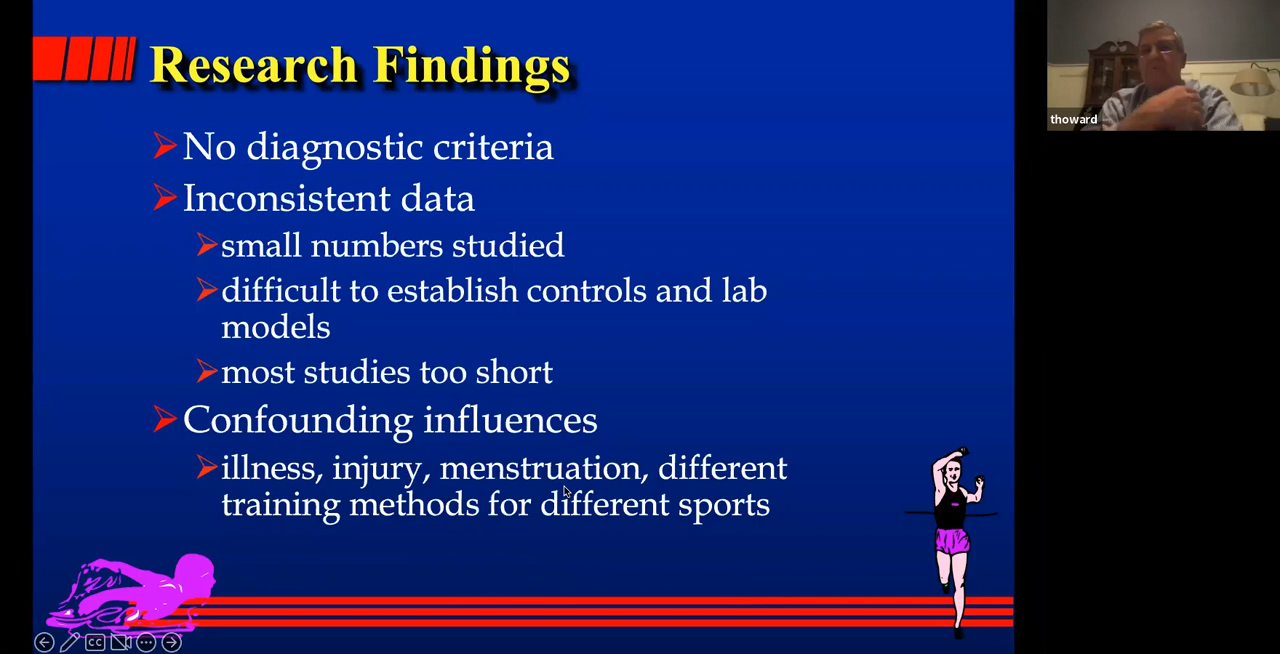 Research Findings
No diagnostic criteria
Inconsistent data
small numbers studied
difficult to establish controls and lab
models
most studies too short
Confounding influences
illness, injury, menstruation, different
training methods for different sports
thoward
CC